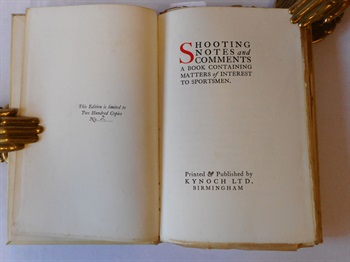 This Edition is limited to
Two Hundred Copies
No.
SHOOTING
NOTES and
COMMENTS
A BOOK CONTAINING
MATTERS of INTEREST
TO SPORTSMEN.
Printed & Published by
KYNOCH LTD,
BIRMINGHAM